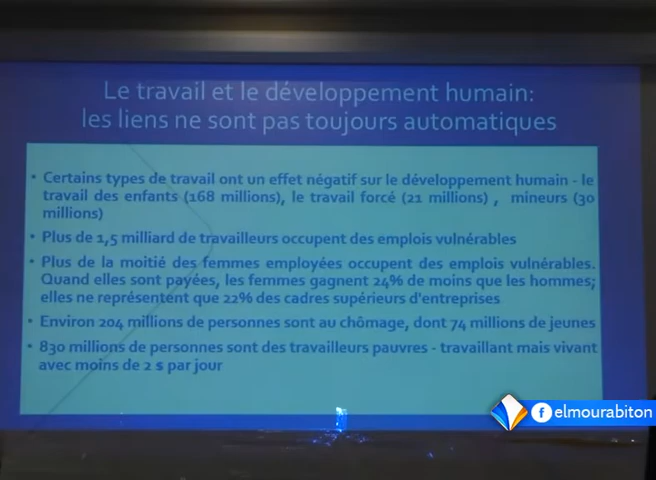 Le travail et le développement humain:
les liens ne sont pas toujours automatiques
• Certains types de travail ont un effet négatif sur le développement humain - le
travail des enfants (168 millions), le travail forcé (21 millions) , mineurs (30
millions)
• Plus de 1,5 milliard de travailleurs occupent des emplois vulnérables
• Plus de la moitié des femmes employées occupent des emplois vulnérables.
Quand elles sont payées, les femmes gagnent 24% de moins que les hommes;
elles ne représentent que 22% des cadres supérieurs d'entreprises
• Environ 204 millions de personnes sont au chômage, dont 74 millions de jeunes
• 830 millions de personnes sont des travailleurs pauvres - travaillant mais vivant
avec moins de 2 $ par jour
f elmourabiton